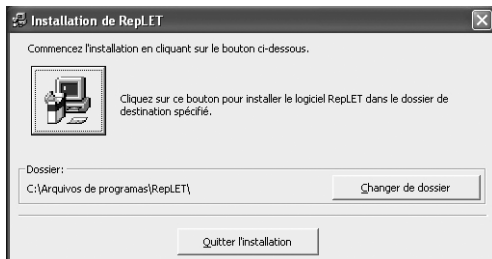 Installation de RepLET
Commencez l'installation en cliquant sur le bouton ci-dessous.
Cliquez sur ce bouton pour installer le logiciel RepLET dans le dossier de
destination spécifié.
Dossier:
C:\Arquivos de programas\RepLET\
Changer de dossier
Quitter l'installation